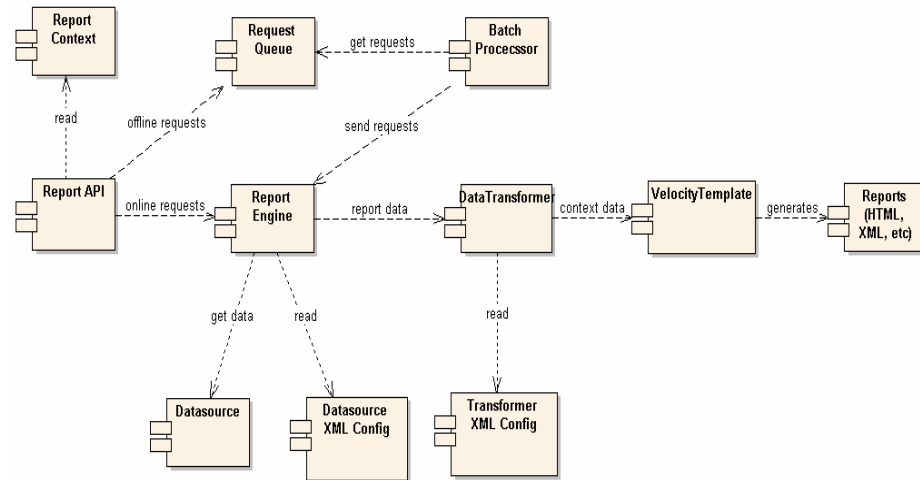 Report
Context
Request
Queue
get requests
Batch
Procecssor
read
offline requests
send requests
Report API
online requests
Report
Engine
report data
DataTransformer
context data
VelocityTemplate
generates
Reports
(HTML,
XML, etc)
get data
read
read
Datasource
Datasource
XML Config
Transformer
XML Config